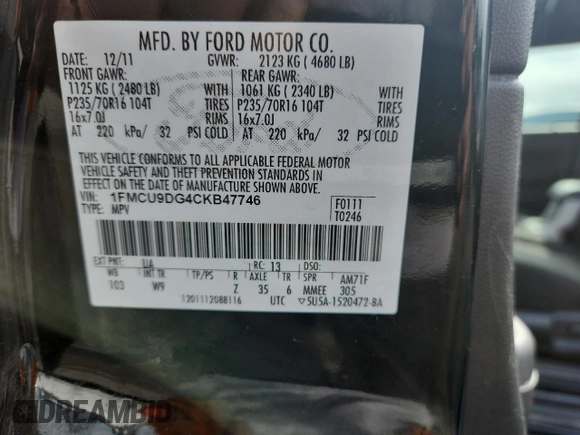 MFD. BY FORD MOTOR CO.
DATE: 12/11 GVWR: 2123 KG ( 4680 LB)
FRONT GAWR: REAR GAWR:
1125 KG ( 2480 LB) WITH 1061 KG ( 2340 LB) WITH
P235/70R16 104T TIRES P235/70R16 104T TIRES
16x7.0J RIMS 16x7.0J RIMS
AT 220 kPa/ 32 PSI COLD AT 220 kPa/ 32 PSI COLD
THIS VEHICLE CONFORMS TO ALL APPLICABLE FEDERAL MOTOR
VEHICLE SAFETY AND THEFT PREVENTION STANDARDS IN
EFFECT ON THE DATE OF MANUFACTURE SHOWN ABOVE.
VIN: 1FMCU9DG4CKB47746 F0111
TYPE: MPV T0246
EXT PNT: UA RC: 13 DSO:
WB INT TR TP/PS R AXLE TR SPR AM71F
103 W9 Z 35 6 MMEE 305
1201112088116 UTC ▽5U5A-1520472-BA
DREAMBID